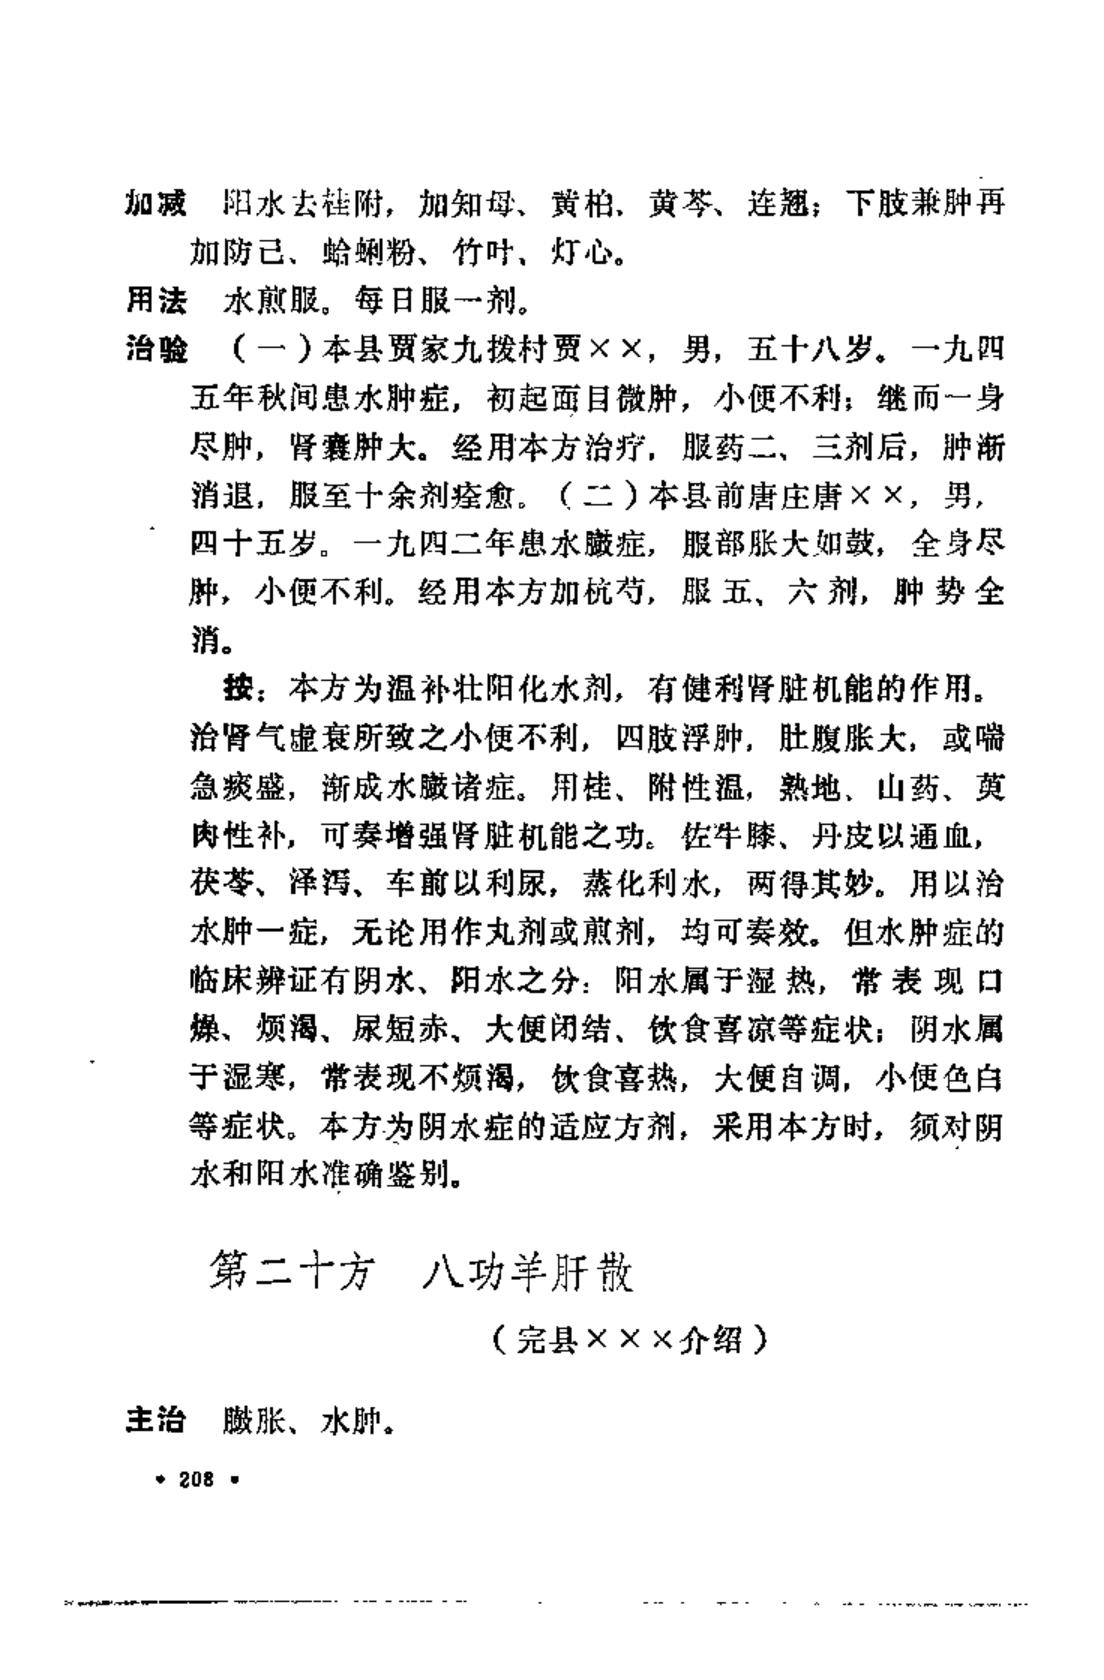 加减　阳水去桂附，加知母、黄柏、黄芩、连翘；下肢兼肿再
加防己、蛤蜊粉、竹叶、灯心。
用法　水煎服。每日服一剂。
治验　（一）本县贾家九拨村贾××，男，五十八岁。一九四
五年秋间患水肿症，初起面目微肿，小便不利；继而一身
尽肿，肾囊肿大。经用本方治疗，服药二、三剂后，肿渐
消退，服至十余剂痊愈。（二）本县前唐庄唐××，男，
四十五岁。一九四二年患水臌症，服部胀大如鼓，全身尽
肿，小便不利。经用本方加杭芍，服五、六剂，肿势全
消。
按：本方为温补壮阳化水剂，有健利肾脏机能的作用。
治肾气虚衰所致之小便不利，四肢浮肿，肚腹胀大，或喘
急痰盛，渐成水臌诸症。用桂、附性温，熟地、山药、萸
肉性补，可奏增强肾脏机能之功。佐牛膝、丹皮以通血，
茯苓、泽泻、车前以利尿，蒸化利水，两得其妙。用以治
水肿一症，无论用作丸剂或煎剂，均可奏效。但水肿症的
临床辨证有阴水、阳水之分：阳水属于湿热，常表现口
燥、烦渴、尿短赤、大便闭结、饮食喜凉等症状；阴水属
于湿寒，常表现不烦渴，饮食喜热，大便自调，小便色白
等症状。本方为阴水症的适应方剂，采用本方时，须对阴
水和阳水准确鉴别。
第二十方　八功羊肝散
（完县×××介绍）
主治　臌胀、水肿。
• 208 •